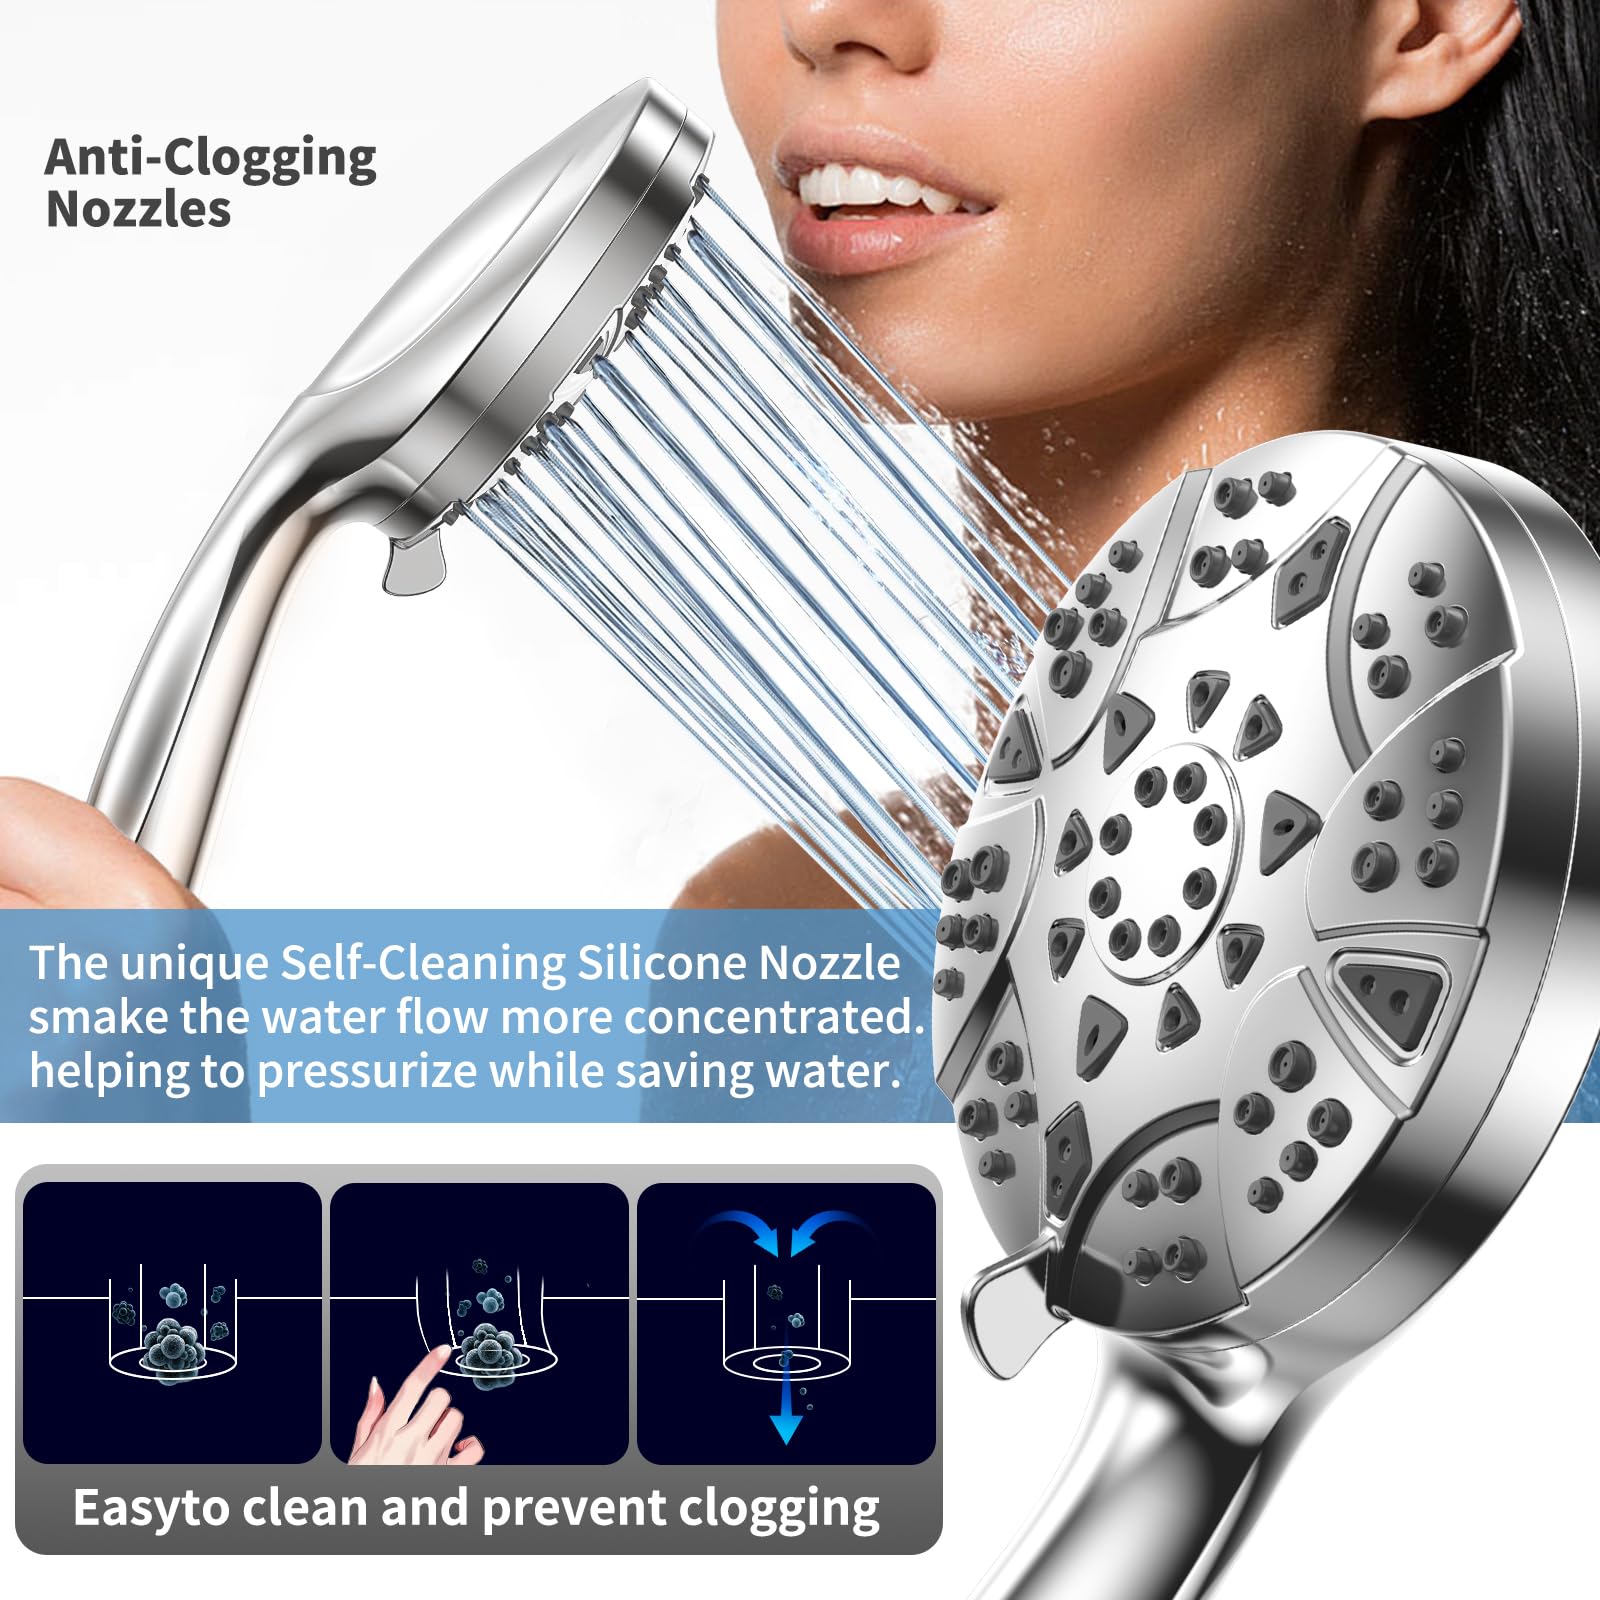 Anti-Clogging
Nozzles
The unique Self-Cleaning Silicone Nozzle
smake the water flow more concentrated.
helping to pressurize while saving water.
Easyto clean and prevent clogging